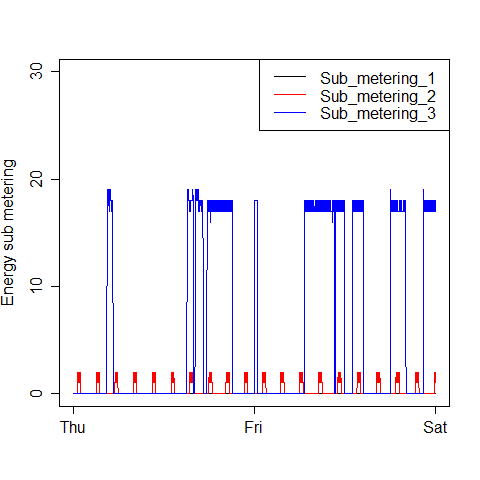 30
Sub_metering_1
Sub_metering_2
Sub_metering_3
20
Energy sub metering
10
0
Thu Fri Sat